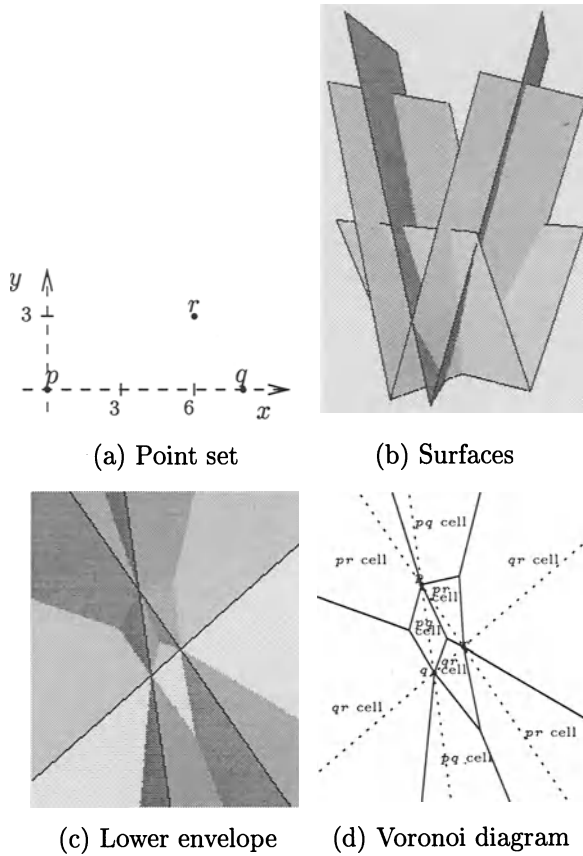 y
r
3
p
q
3
6
x
(a) Point set
(b) Surfaces
pq cell
pr cell
qr cell
p
pr
cell
pq
cell
r
qr
q
cell
qr cell
pr cell
pq cell
(c) Lower envelope
(d) Voronoi diagram